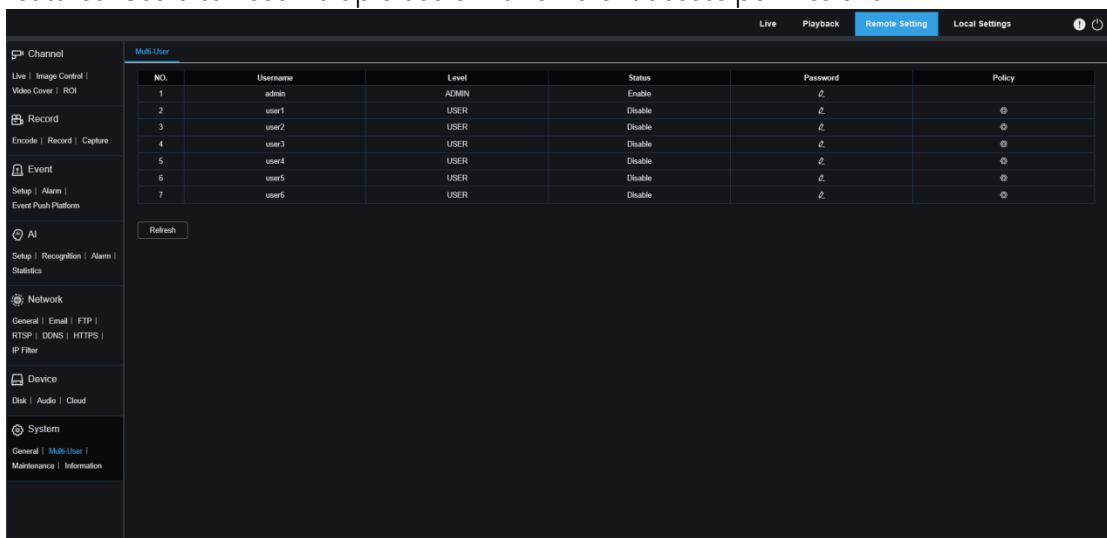 Live Playback Remote Setting Local Settings
Channel
Live | Image Control |
Video Cover | ROI
Record
Encode | Record | Capture
Event
Setup | Alarm |
Event Push Platform
AI
Setup | Recognition | Alarm |
Statistics
Network
General | Email | FTP |
RTSP | DDNS | HTTPS |
IP Filter
Device
Disk | Audio | Cloud
System
General | Multi-User |
Maintenance | Information
Multi-User
NO. Username Level Status Password Policy
1 admin ADMIN Enable
2 user1 USER Disable
3 user2 USER Disable
4 user3 USER Disable
5 user4 USER Disable
6 user5 USER Disable
7 user6 USER Disable
Refresh